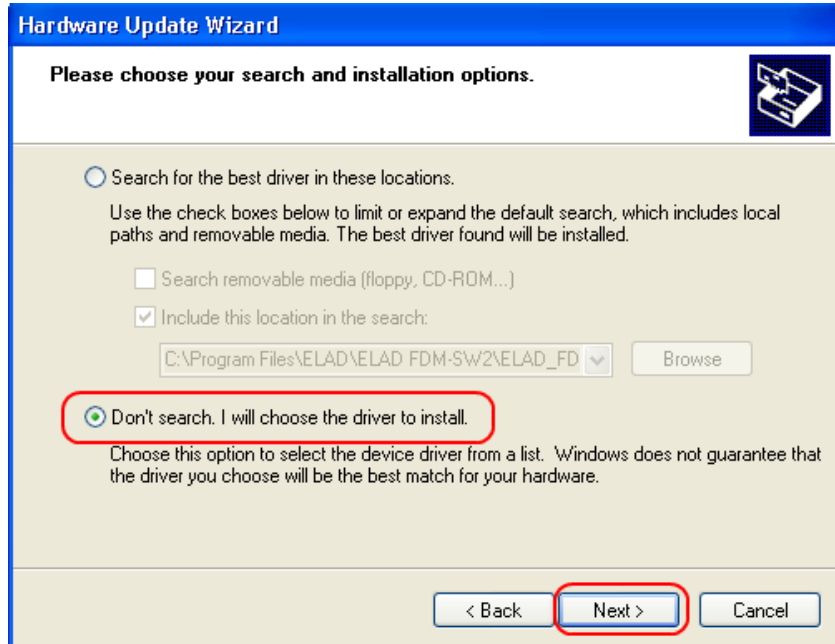 Hardware Update Wizard
Please choose your search and installation options.
Search for the best driver in these locations.
Use the check boxes below to limit or expand the default search, which includes local
paths and removable media. The best driver found will be installed.
Search removable media (floppy, CD-ROM...)
Include this location in the search:
C:\Program Files\ELAD\ELAD FDM-SW2\ELAD_FD
Browse
Don't search. I will choose the driver to install.
Choose this option to select the device driver from a list. Windows does not guarantee that
the driver you choose will be the best match for your hardware.
< Back
Next >
Cancel